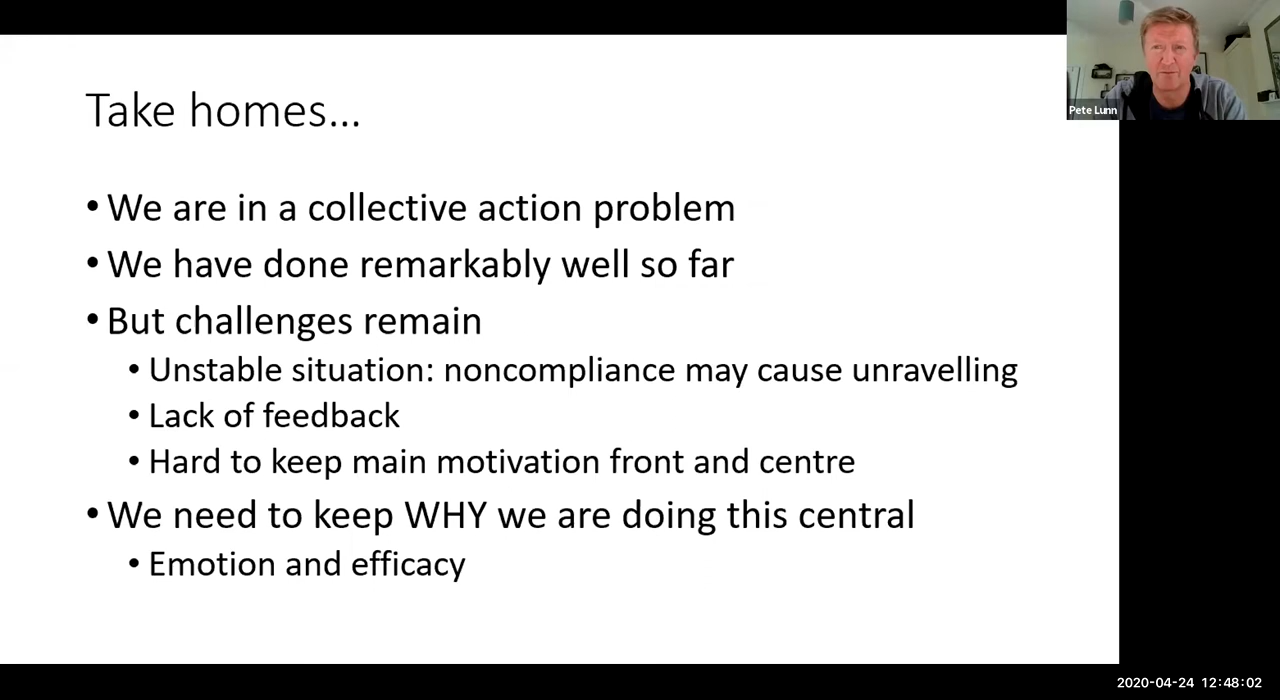 Take homes...
• We are in a collective action problem
• We have done remarkably well so far
• But challenges remain
• Unstable situation: noncompliance may cause unravelling
• Lack of feedback
• Hard to keep main motivation front and centre
• We need to keep WHY we are doing this central
• Emotion and efficacy
Pete Lunn
2020-04-24 12:48:02